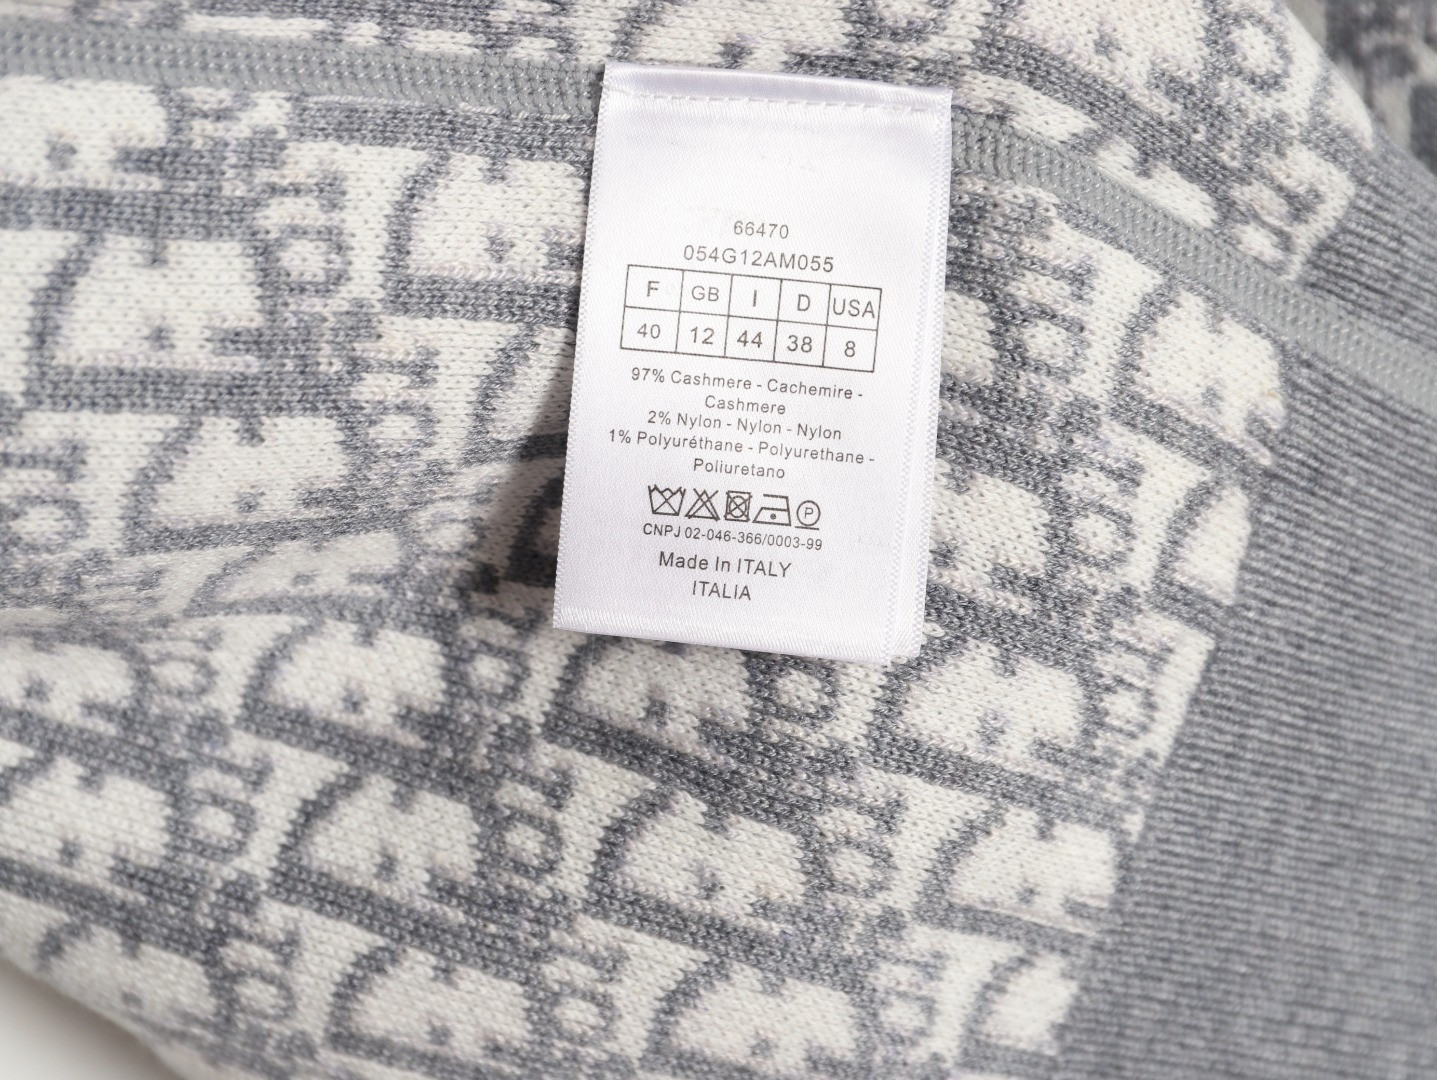 66470
054G12AM055
F GB I D USA
40 12 44 38 8
97% Cashmere - Cachemire -
Cashmere
2% Nylon - Nylon - Nylon
1% Polyuréthane - Polyurethane -
Poliuretano
P
CNPJ 02-046-366/0003-99
Made In ITALY
ITALIA